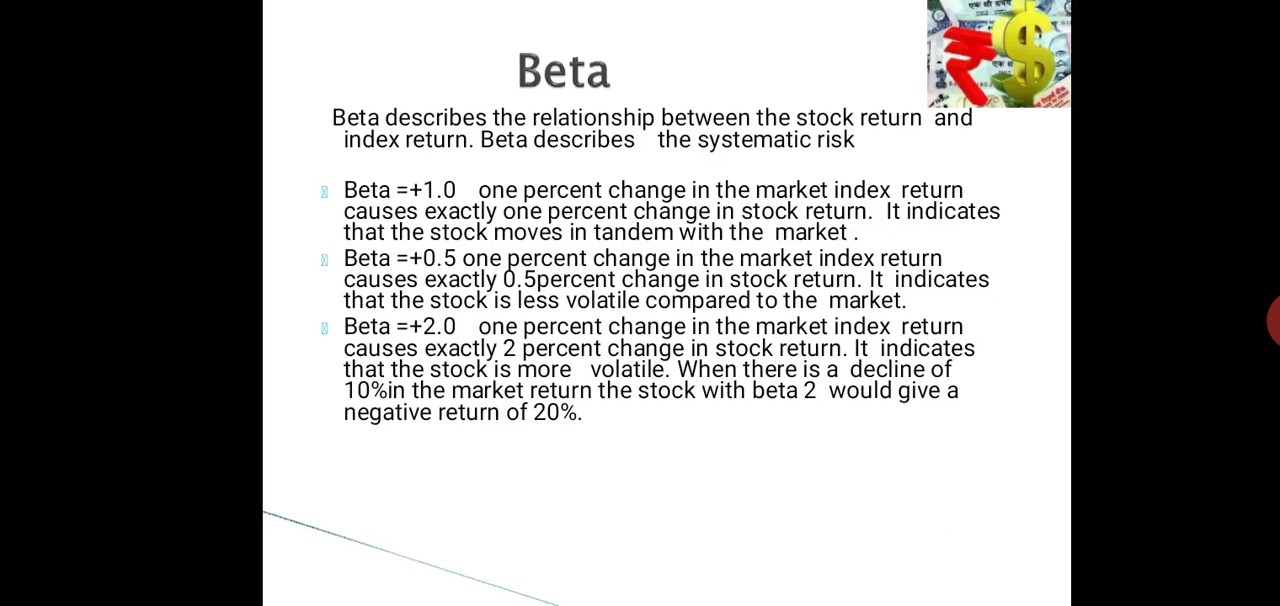 एक सौ रुपये
Beta
Beta describes the relationship between the stock return and
index return. Beta describes the systematic risk
Beta =+1.0 one percent change in the market index return
causes exactly one percent change in stock return. It indicates
that the stock moves in tandem with the market .
Beta =+0.5 one percent change in the market index return
causes exactly 0.5percent change in stock return. It indicates
that the stock is less volatile compared to the market.
Beta =+2.0 one percent change in the market index return
causes exactly 2 percent change in stock return. It indicates
that the stock is more volatile. When there is a decline of
10%in the market return the stock with beta 2 would give a
negative return of 20%.